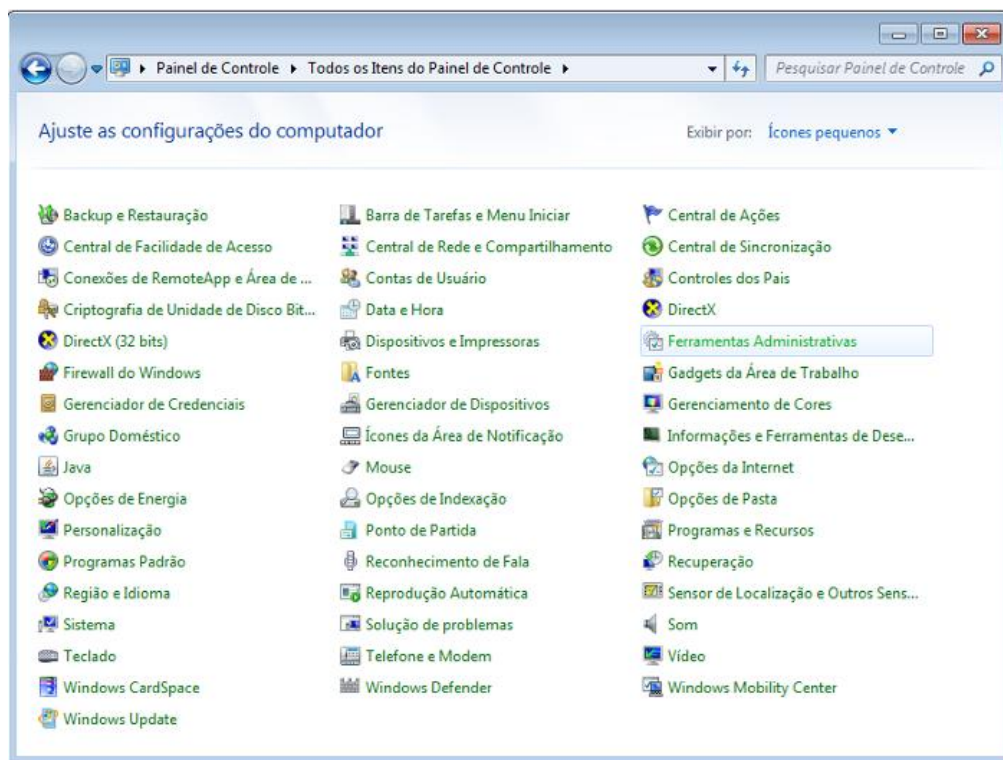 Painel de Controle Todos os Itens do Painel de Controle Pesquisar Painel de Controle
Ajuste as configurações do computador Exibir por: Ícones pequenos
Backup e Restauração Barra de Tarefas e Menu Iniciar Central de Ações
Central de Facilidade de Acesso Central de Rede e Compartilhamento Central de Sincronização
Conexões de RemoteApp e Área de ... Contas de Usuário Controles dos Pais
Criptografia de Unidade de Disco Bit... Data e Hora DirectX
DirectX (32 bits) Dispositivos e Impressoras Ferramentas Administrativas
Firewall do Windows Fontes Gadgets da Área de Trabalho
Gerenciador de Credenciais Gerenciador de Dispositivos Gerenciamento de Cores
Grupo Doméstico Ícones da Área de Notificação Informações e Ferramentas de Dese...
Java Mouse Opções da Internet
Opções de Energia Opções de Indexação Opções de Pasta
Personalização Ponto de Partida Programas e Recursos
Programas Padrão Reconhecimento de Fala Recuperação
Região e Idioma Reprodução Automática Sensor de Localização e Outros Sens...
Sistema Solução de problemas Som
Teclado Telefone e Modem Vídeo
Windows CardSpace Windows Defender Windows Mobility Center
Windows Update